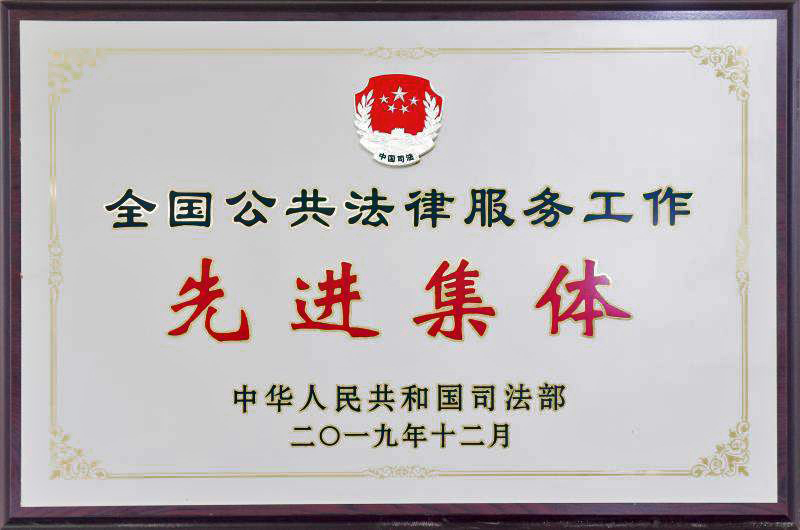 中国司法
全国公共法律服务工作
先进集体
中华人民共和国司法部
二〇一九年十二月